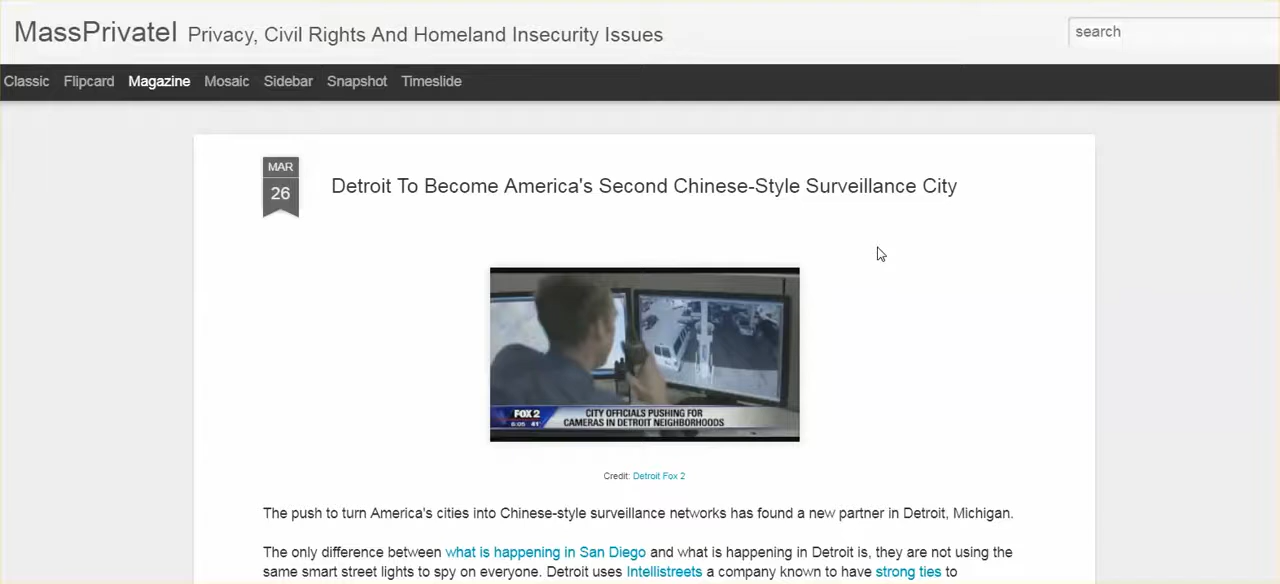 MassPrivateI Privacy, Civil Rights And Homeland Insecurity Issues
search
Classic Flipcard Magazine Mosaic Sidebar Snapshot Timeslide
MAR
26
Detroit To Become America's Second Chinese-Style Surveillance City
FOX 2
6:05 41°
CITY OFFICIALS PUSHING FOR
CAMERAS IN DETROIT NEIGHBORHOODS
Credit: Detroit Fox 2
The push to turn America's cities into Chinese-style surveillance networks has found a new partner in Detroit, Michigan.
The only difference between what is happening in San Diego and what is happening in Detroit is, they are not using the
same smart street lights to spy on everyone. Detroit uses Intellistreets a company known to have strong ties to